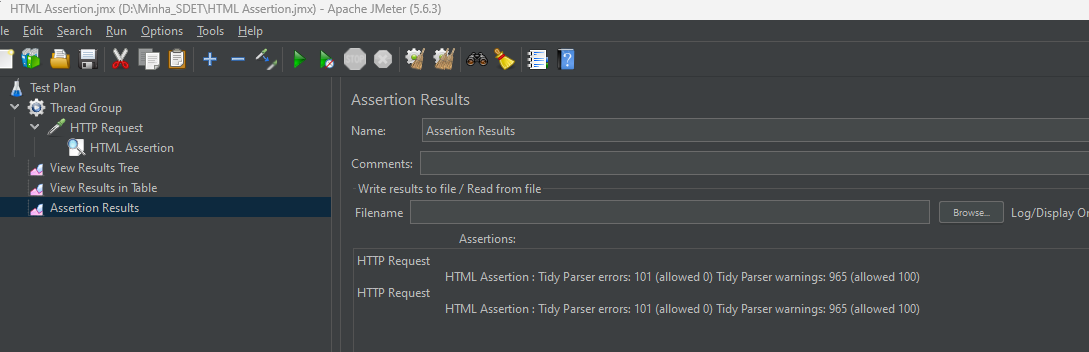 HTML Assertion.jmx (D:\Minha_SDET\HTML Assertion.jmx) - Apache JMeter (5.6.3)
le Edit Search Run Options Tools Help
Test Plan
Thread Group
HTTP Request
HTML Assertion
View Results Tree
View Results in Table
Assertion Results
Assertion Results
Name: Assertion Results
Comments:
Write results to file / Read from file
Filename Browse... Log/Display On
Assertions:
HTTP Request
HTML Assertion : Tidy Parser errors: 101 (allowed 0) Tidy Parser warnings: 965 (allowed 100)
HTTP Request
HTML Assertion : Tidy Parser errors: 101 (allowed 0) Tidy Parser warnings: 965 (allowed 100)